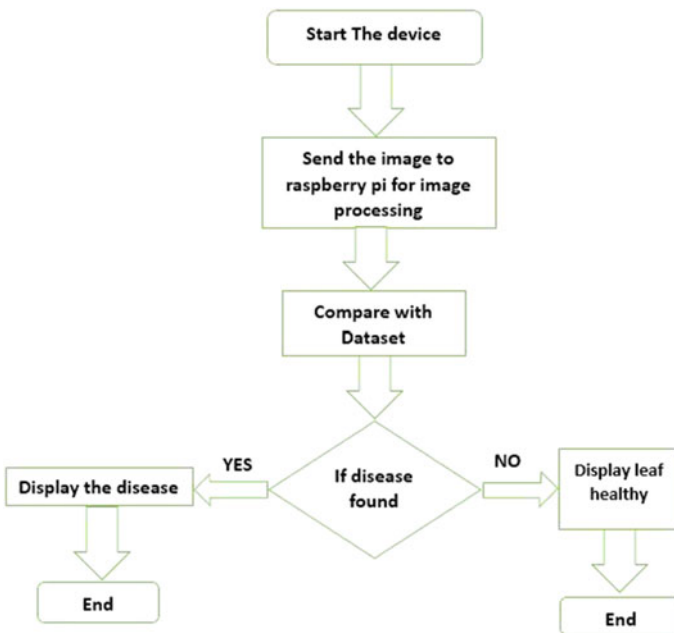 Start The device
Send the image to
raspberry pi for image
processing
Compare with
Dataset
YES
NO
If disease
found
Display the disease
Display leaf
healthy
End
End